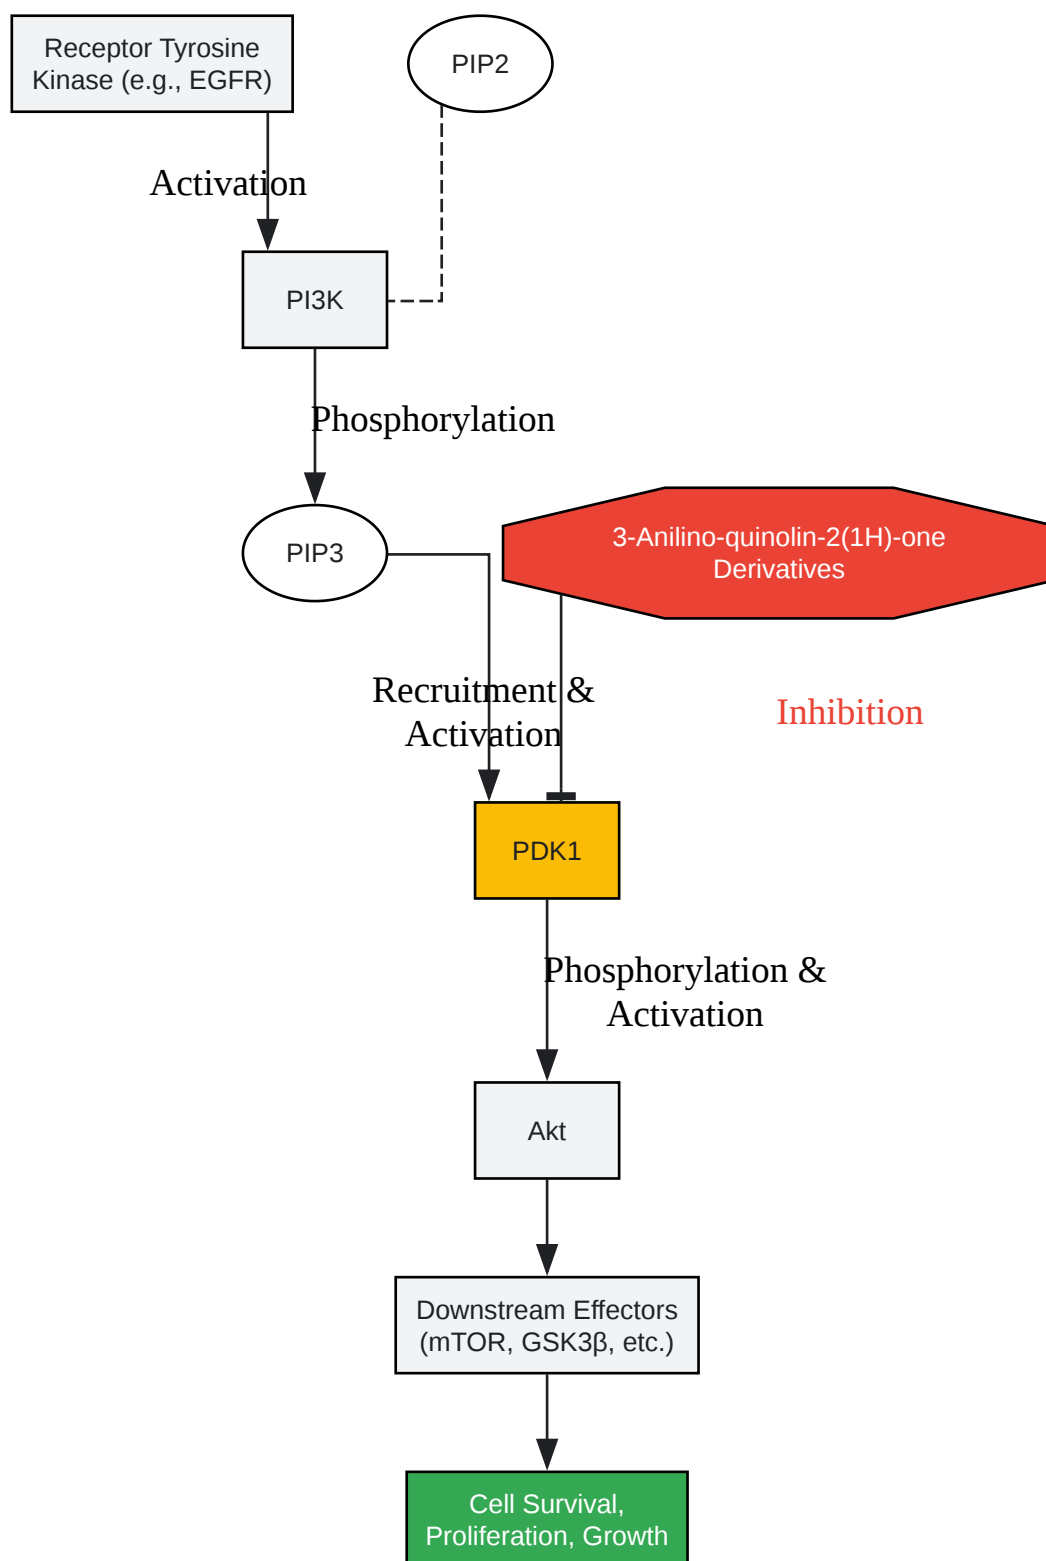 Receptor Tyrosine
Kinase (e.g., EGFR)
PIP2
Activation
PI3K
Phosphorylation
PIP3
3-Anilino-quinolin-2(1H)-one
Derivatives
Recruitment &
Activation
Inhibition
PDK1
Phosphorylation &
Activation
Akt
Downstream Effectors
(mTOR, GSK3β, etc.)
Cell Survival,
Proliferation, Growth